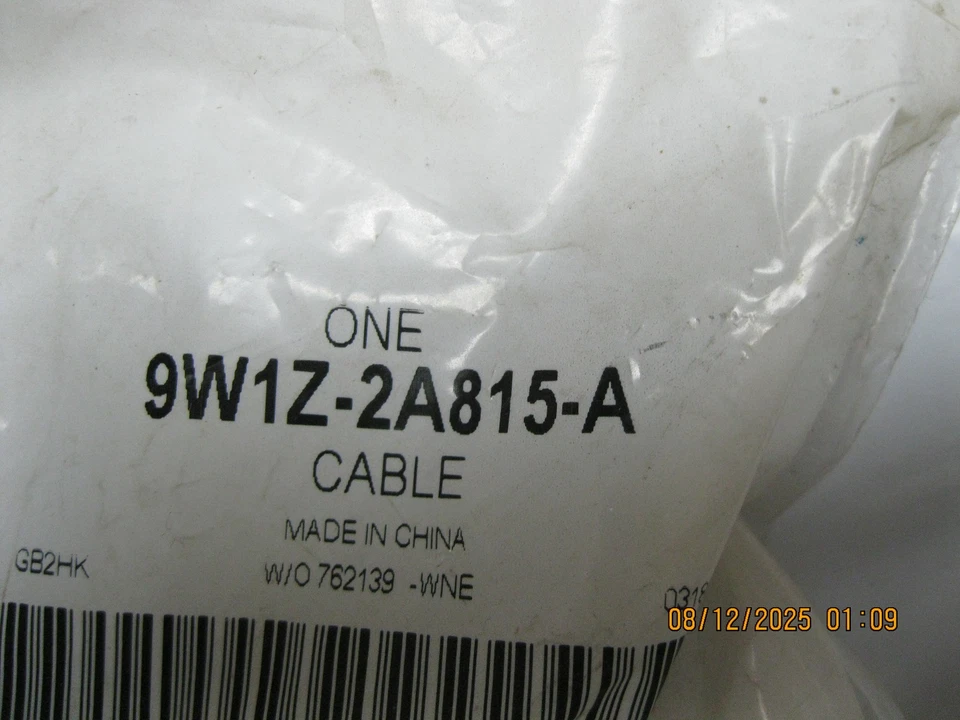 ONE
9W1Z-2A815-A
CABLE
MADE IN CHINA
GB2HK
W/O 762139 -WNE
08/12/2025 01:09